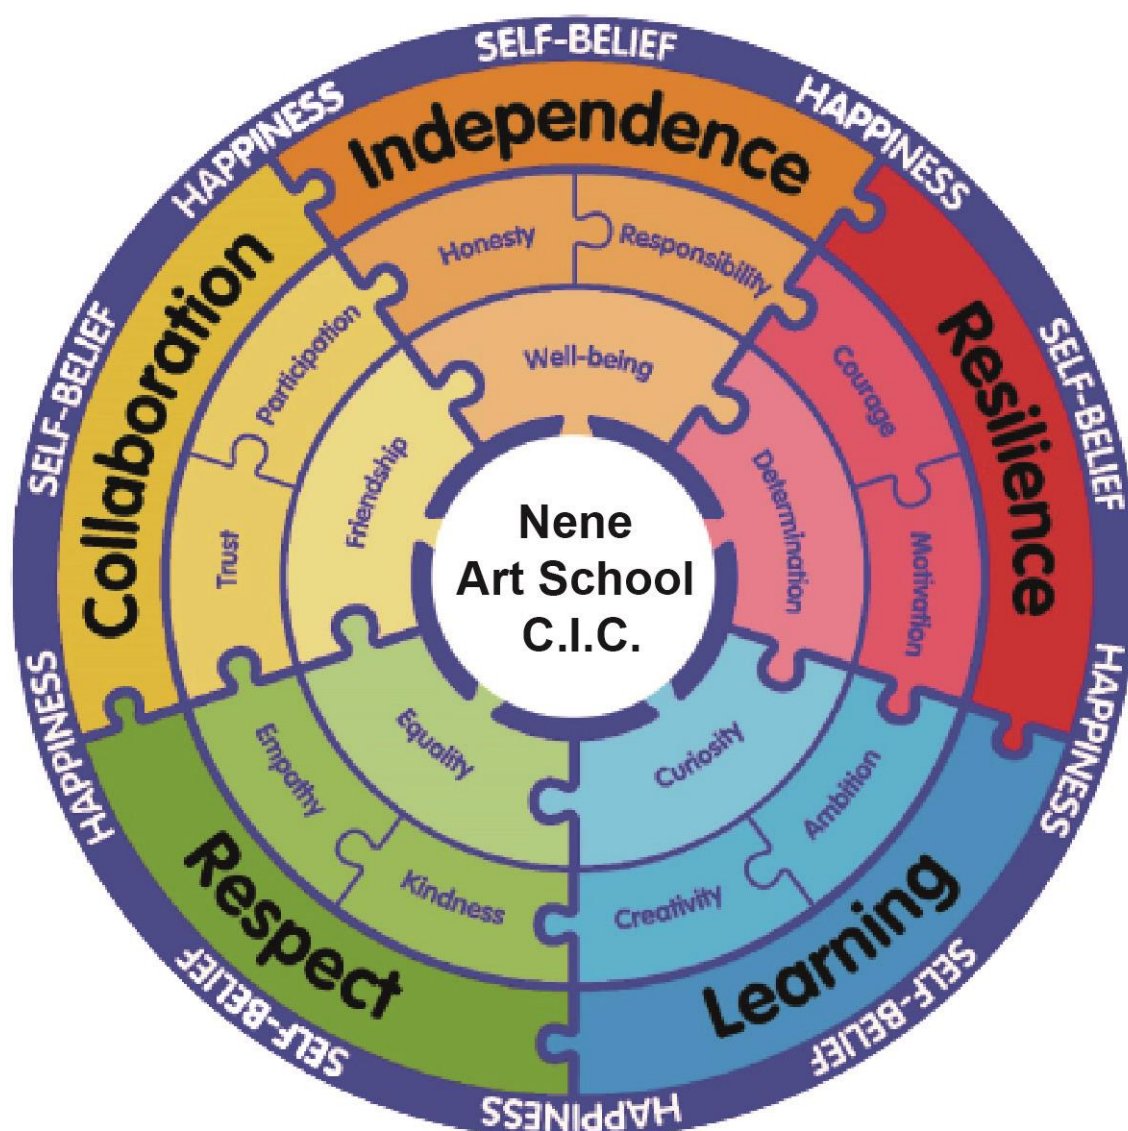 SELF-BELIEF
HAPPINESS
SELF-BELIEF
HAPPINESS
SELF-BELIEF
HAPPINESS
SELF-BELIEF
HAPPINESS
SELF-BELIEF
HAPPINESS
Independence
Honesty
Responsibility
Well-being
Resilience
Courage
Motivation
Determination
Learning
Ambition
Creativity
Curiosity
Respect
Kindness
Empathy
Equality
Collaboration
Trust
Participation
Friendship
Nene
Art School
C.I.C.